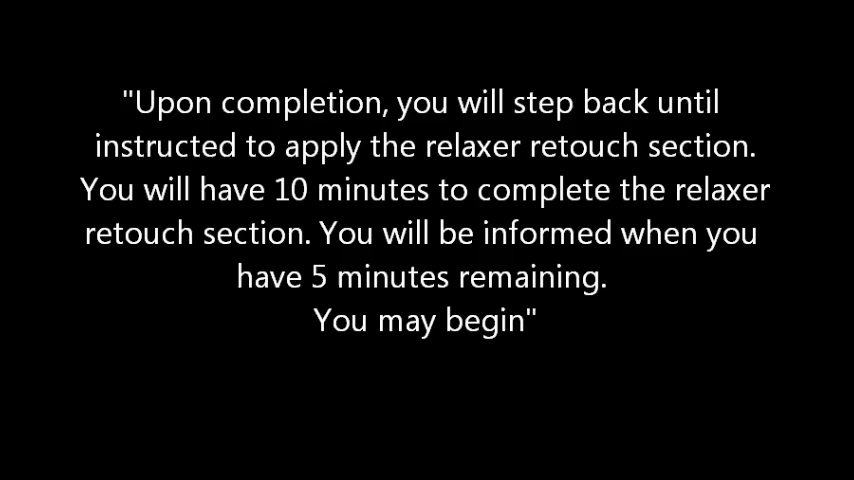 "Upon completion, you will step back until
instructed to apply the relaxer retouch section.
You will have 10 minutes to complete the relaxer
retouch section. You will be informed when you
have 5 minutes remaining.
You may begin"